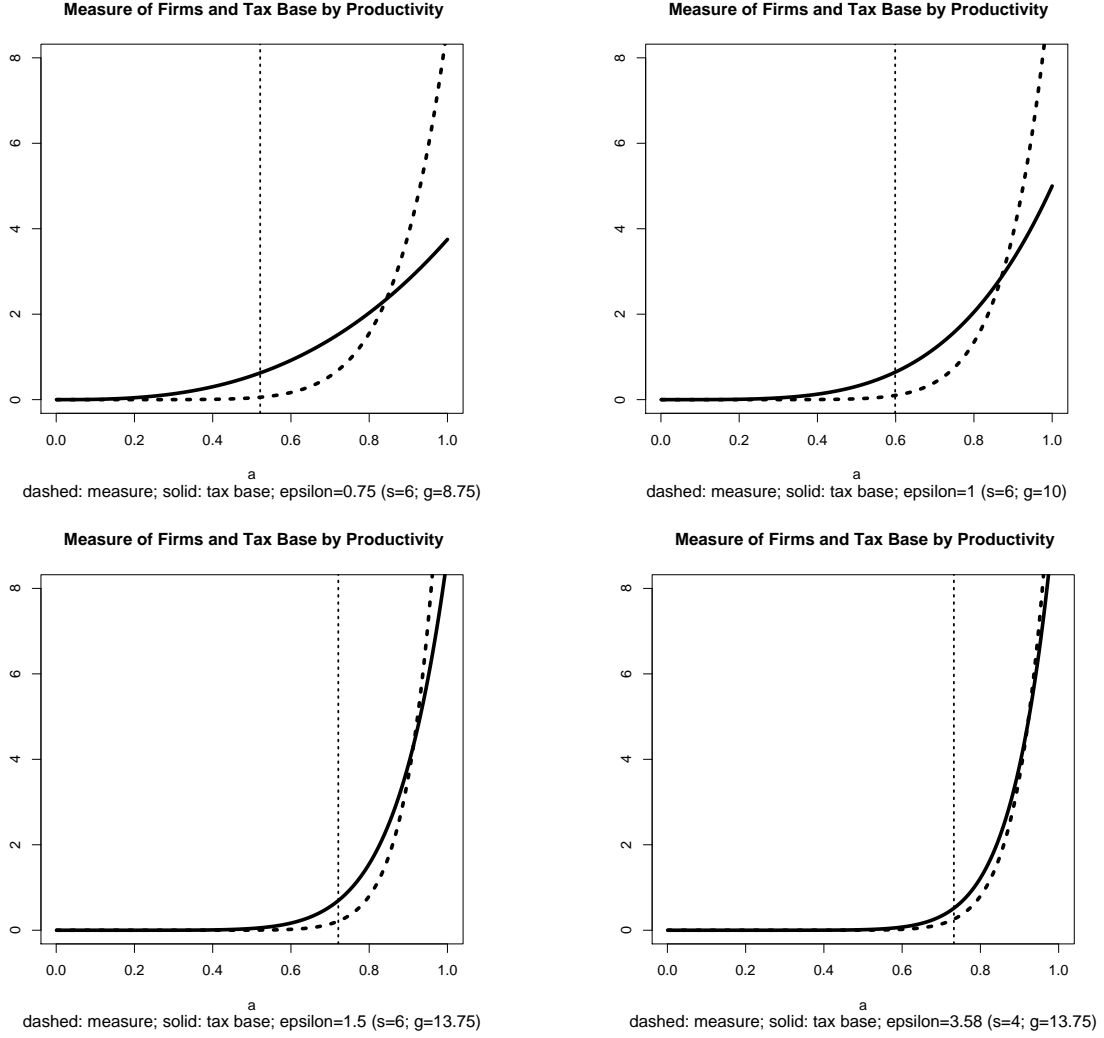 Measure of Firms and Tax Base by Productivity
8
6
4
2
0
0.0 0.2 0.4 0.6 0.8 1.0
a
dashed: measure; solid: tax base; epsilon=0.75 (s=6; g=8.75)
Measure of Firms and Tax Base by Productivity
8
6
4
2
0
0.0 0.2 0.4 0.6 0.8 1.0
a
dashed: measure; solid: tax base; epsilon=1 (s=6; g=10)
Measure of Firms and Tax Base by Productivity
8
6
4
2
0
0.0 0.2 0.4 0.6 0.8 1.0
a
dashed: measure; solid: tax base; epsilon=1.5 (s=6; g=13.75)
Measure of Firms and Tax Base by Productivity
8
6
4
2
0
0.0 0.2 0.4 0.6 0.8 1.0
a
dashed: measure; solid: tax base; epsilon=3.58 (s=4; g=13.75)